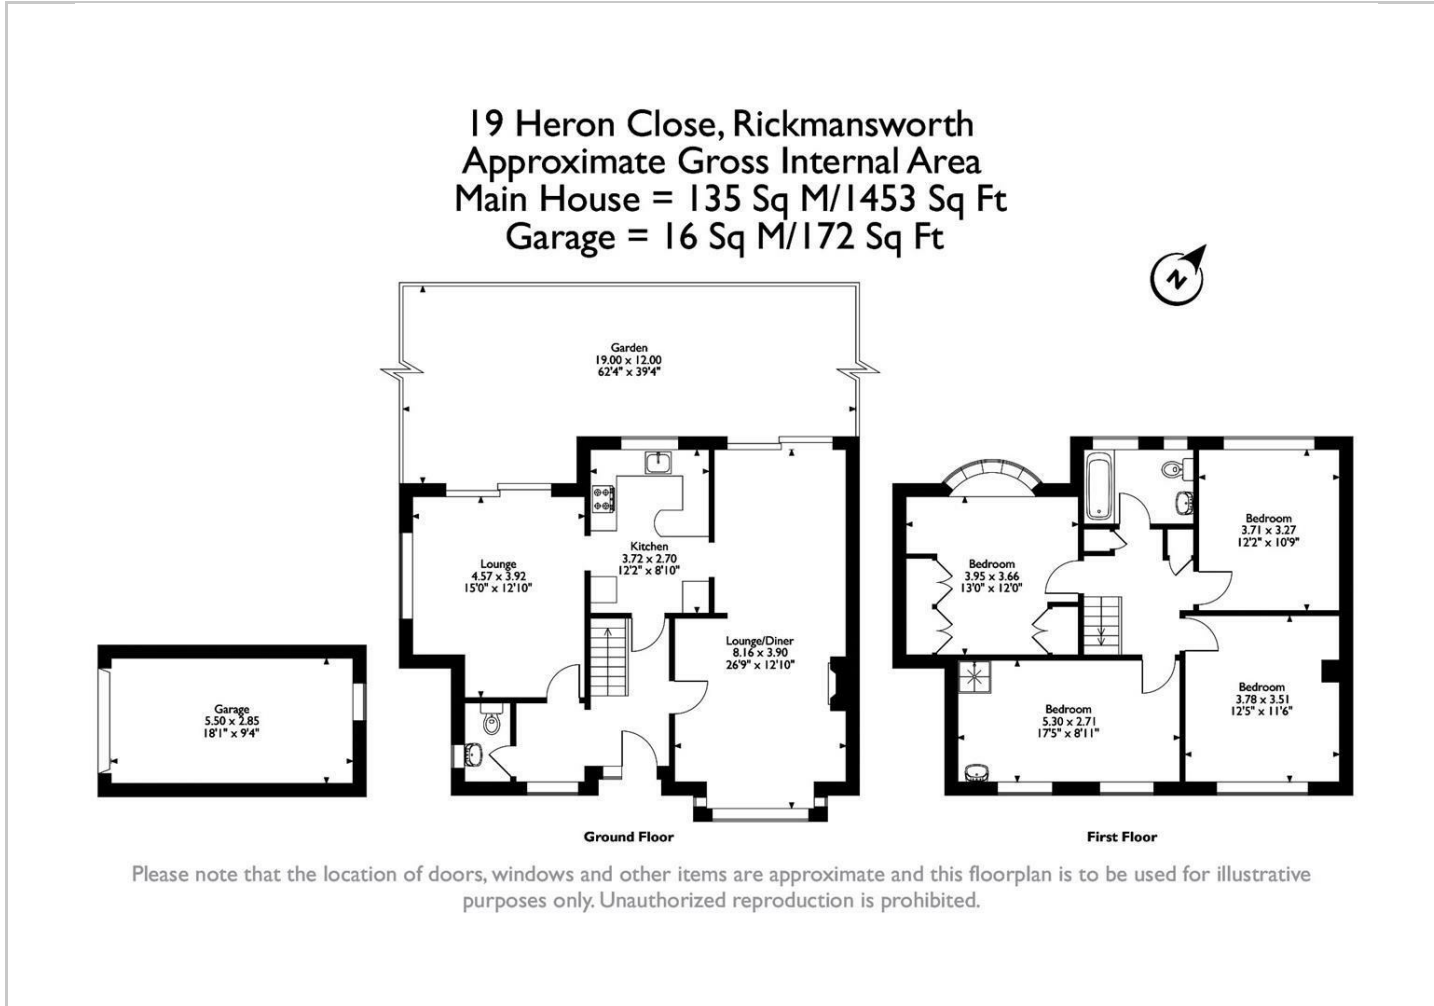 19 Heron Close, Rickmansworth
Approximate Gross Internal Area
Main House = 135 Sq M/1453 Sq Ft
Garage = 16 Sq M/172 Sq Ft
N
Garden
19.00 x 12.00
62'4" x 39'4"
Kitchen
3.72 x 2.70
12'2" x 8'10"
Lounge
4.57 x 3.92
15'0" x 12'10"
Lounge/Diner
8.16 x 3.90
26'9" x 12'10"
Garage
5.50 x 2.85
18'1" x 9'4"
Ground Floor
Bedroom
3.71 x 3.27
12'2" x 10'9"
Bedroom
3.95 x 3.66
13'0" x 12'0"
Bedroom
3.78 x 3.51
12'5" x 11'6"
Bedroom
5.30 x 2.71
17'5" x 8'11"
First Floor
Please note that the location of doors, windows and other items are approximate and this floorplan is to be used for illustrative
purposes only. Unauthorized reproduction is prohibited.